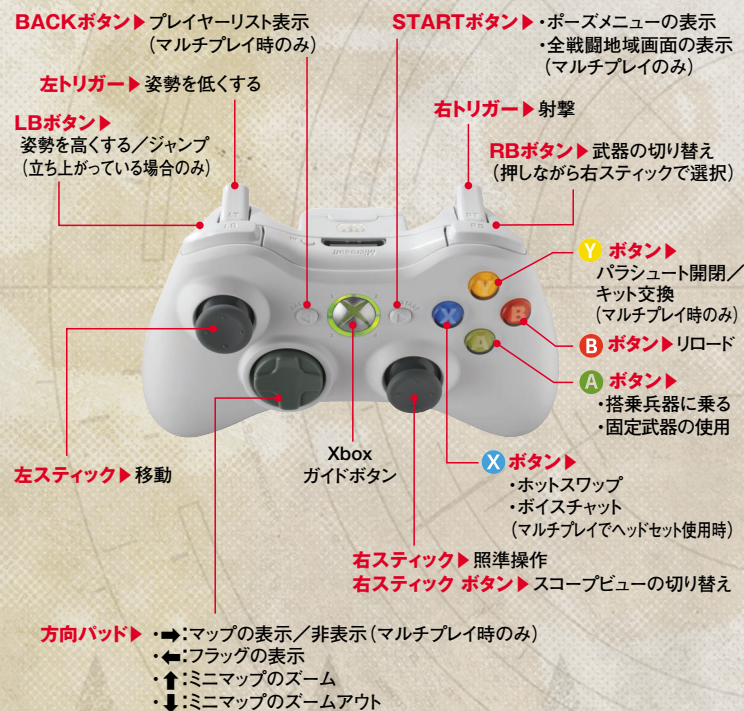 BACKボタン▶プレイヤーリスト表示
(マルチプレイ時のみ)
STARTボタン▶・ポーズメニューの表示
・全戦闘地域画面の表示
(マルチプレイのみ)
左トリガー▶姿勢を低くする
右トリガー▶射撃
LBボタン▶
姿勢を高くする／ジャンプ
(立ち上がっている場合のみ)
RBボタン▶武器の切り替え
(押しながら右スティックで選択)
LT
LB
RT
RB
Microsoft
Y ボタン▶
パラシュート開閉／
キット交換
(マルチプレイ時のみ)
Y
X
B
A
B ボタン▶リロード
A ボタン▶
・搭乗兵器に乗る
・固定武器の使用
Xbox
ガイドボタン
X ボタン▶
・ホットスワップ
・ボイスチャット
(マルチプレイでヘッドセット使用時)
左スティック▶移動
右スティック▶照準操作
右スティック ボタン▶スコープビューの切り替え
方向パッド▶・➡:マップの表示／非表示(マルチプレイ時のみ)
・⬅:フラッグの表示
・⬆:ミニマップのズーム
・⬇:ミニマップのズームアウト